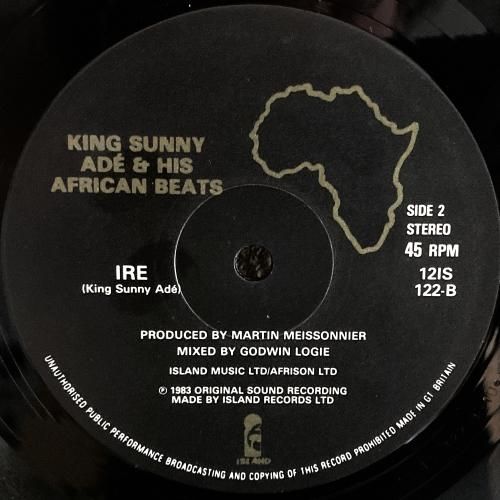 KING SUNNY
ADÉ & HIS
AFRICAN BEATS
SIDE 2
STEREO
45 RPM
12IS
122-B
IRE
(King Sunny Adé)
PRODUCED BY MARTIN MEISSONNIER
MIXED BY GODWIN LOGIE
ISLAND MUSIC LTD/AFRISON LTD
℗ 1983 ORIGINAL SOUND RECORDING
MADE BY ISLAND RECORDS LTD
ISLAND
UNAUTHORISED PUBLIC PERFORMANCE BROADCASTING AND COPYING OF THIS RECORD PROHIBITED MADE IN GT BRITAIN